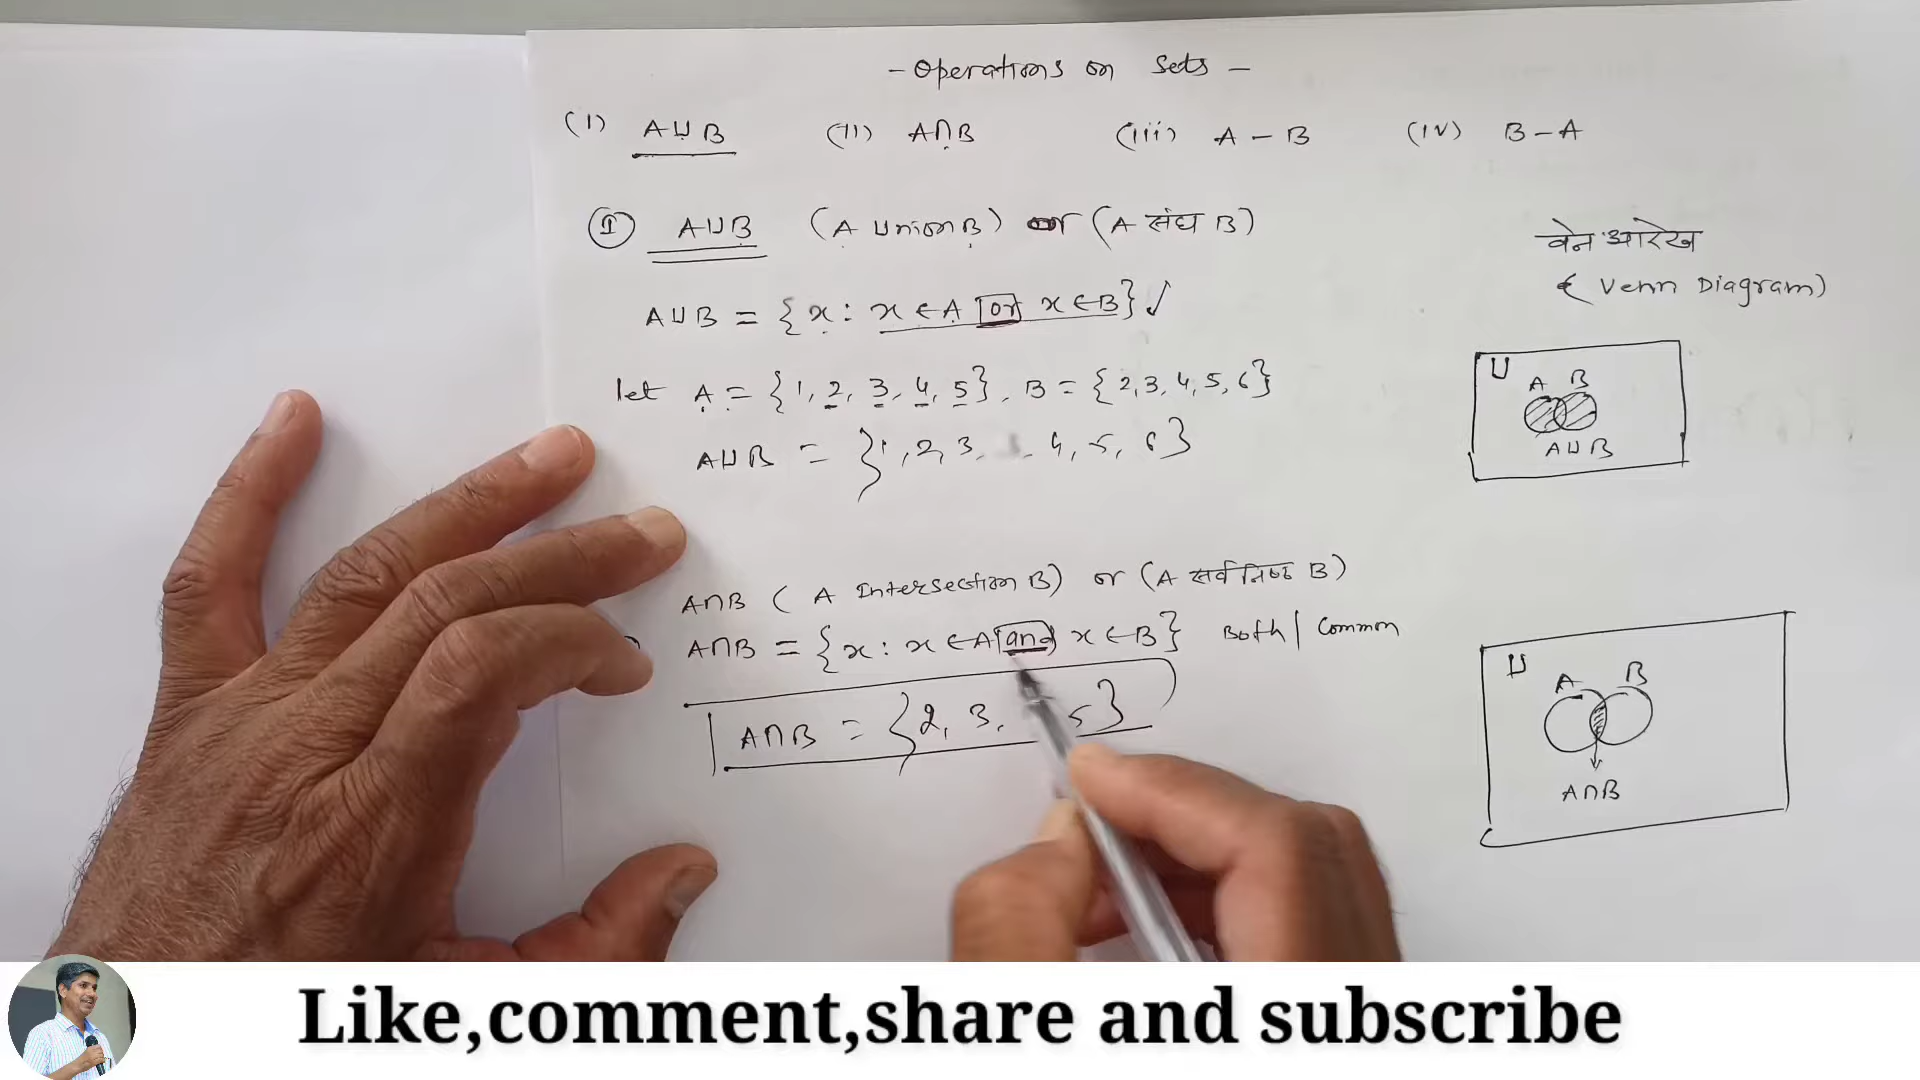 - Operations on Sets -
(I) A∪B (II) A∩B (iii) A - B (IV) B - A
(I) A∪B (A Union B) or (A संघ B)
वेन आरेख
(Venn Diagram)
A∪B = {x : x ∈ A or x ∈ B} ✓
let A = {1, 2, 3, 4, 5}, B = {2, 3, 4, 5, 6}
A∪B = {1, 2, 3, 4, 5, 6}
U
A B
A∪B
A∩B ( A Intersection B) or (A सर्वनिष्ठ B)
A∩B = {x : x ∈ A and x ∈ B} Both | Common
A∩B = {2, 3, 5}
U
A B
A∩B
Like,comment,share and subscribe